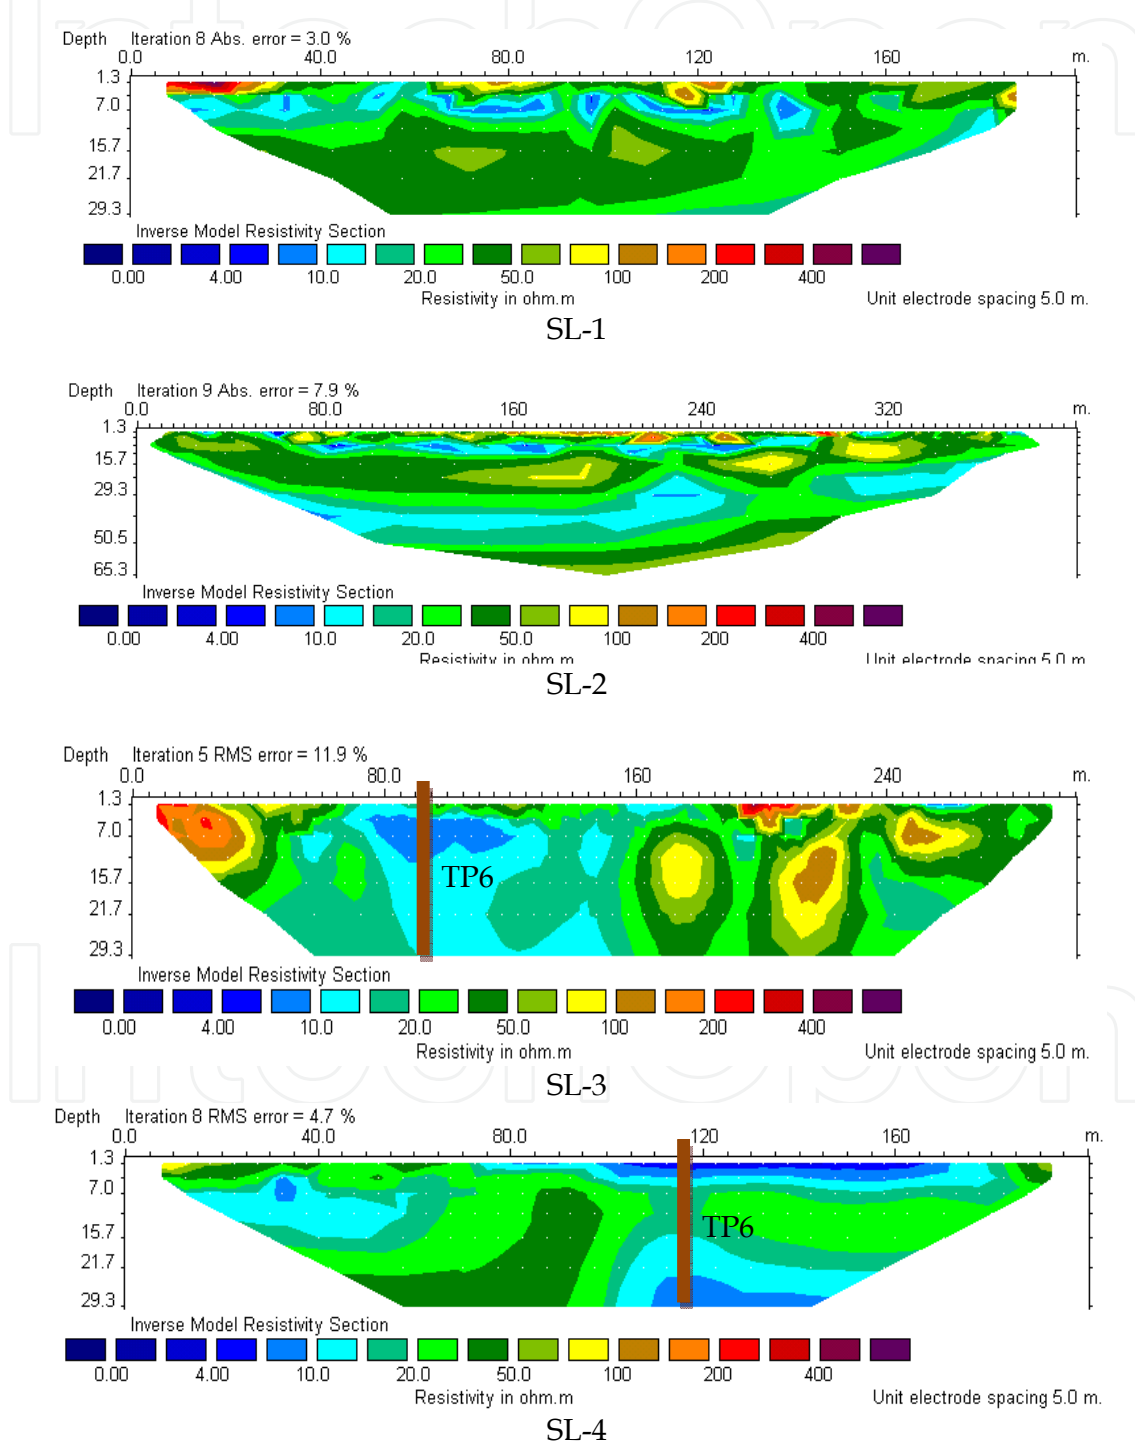 Depth Iteration 8 Abs. error = 3.0 %
0.0 40.0 80.0 120 160 m.
1.3
7.0
15.7
21.7
29.3
Inverse Model Resistivity Section
0.00 4.00 10.0 20.0 50.0 100 200 400
Resistivity in ohm.m Unit electrode spacing 5.0 m.
SL-1
Depth Iteration 9 Abs. error = 7.9 %
0.0 80.0 160 240 320 m.
1.3
15.7
29.3
50.5
65.3
Inverse Model Resistivity Section
0.00 4.00 10.0 20.0 50.0 100 200 400
Resistivity in ohm.m Unit electrode spacing 5.0 m.
SL-2
Depth Iteration 5 RMS error = 11.9 %
0.0 80.0 160 240 m.
1.3
7.0
15.7
TP6
21.7
29.3
Inverse Model Resistivity Section
0.00 4.00 10.0 20.0 50.0 100 200 400
Resistivity in ohm.m Unit electrode spacing 5.0 m.
SL-3
Depth Iteration 8 RMS error = 4.7 %
0.0 40.0 80.0 120 160 m.
1.3
7.0
TP6
15.7
21.7
29.3
Inverse Model Resistivity Section
0.00 4.00 10.0 20.0 50.0 100 200 400
Resistivity in ohm.m Unit electrode spacing 5.0 m.
SL-4